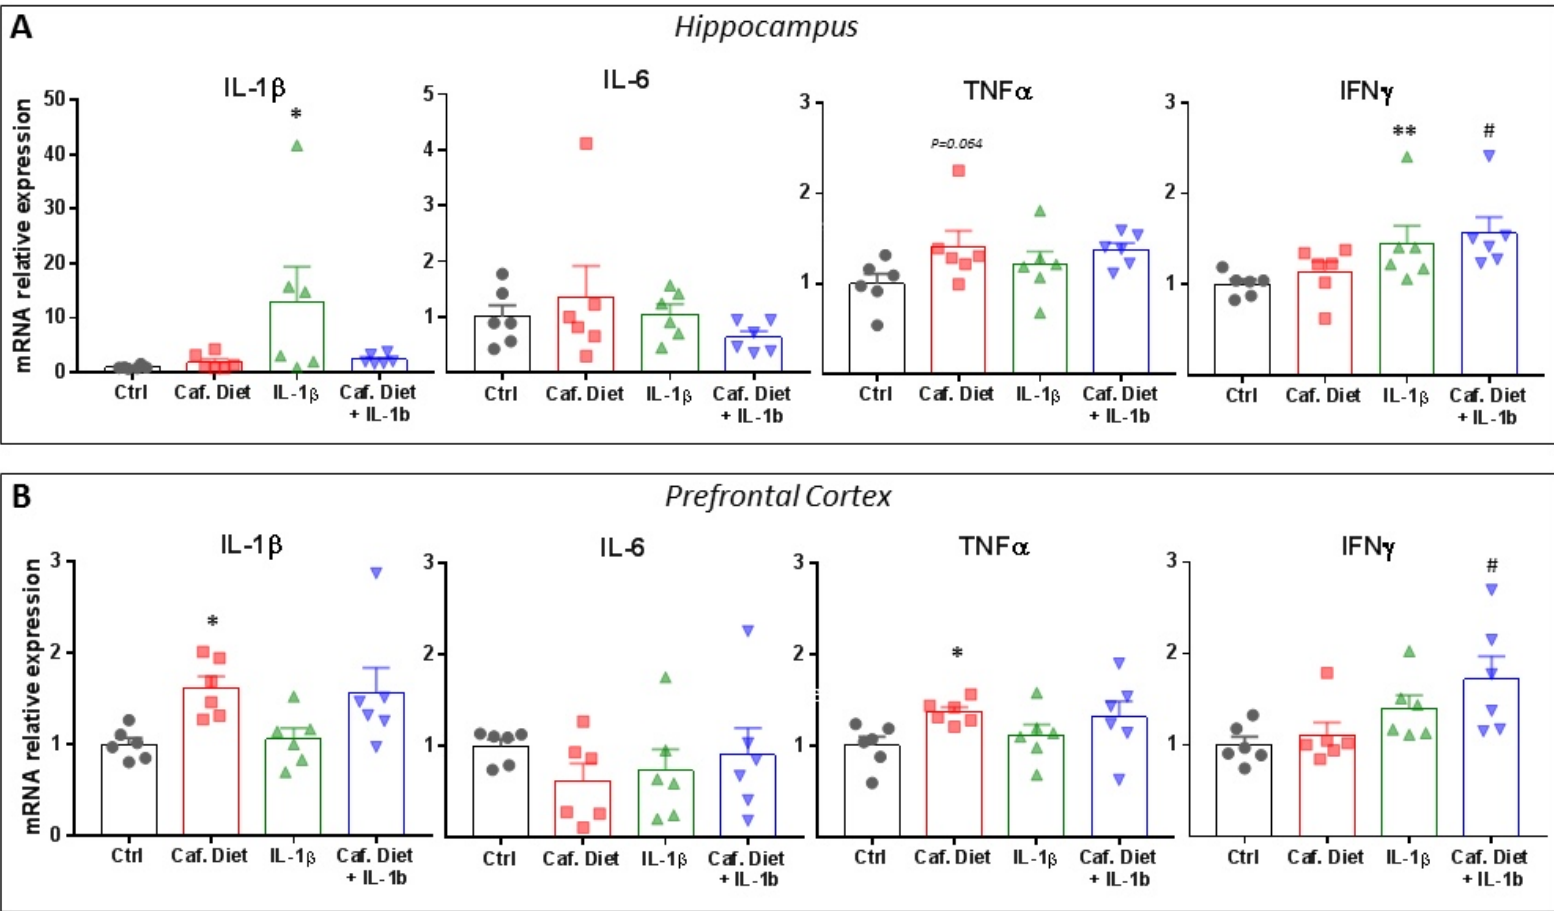 A
Hippocampus
IL-1β
IL-6
TNFα
IFNγ
mRNA relative expression
50
40
30
20
10
0
*
Ctrl
Caf. Diet
IL-1β
Caf. Diet
+ IL-1b
5
4
3
2
1
Ctrl
Caf. Diet
IL-1β
Caf. Diet
+ IL-1b
3
2
1
P=0.064
Ctrl
Caf. Diet
IL-1β
Caf. Diet
+ IL-1b
3
2
1
**
#
Ctrl
Caf. Diet
IL-1β
Caf. Diet
+ IL-1b
B
Prefrontal Cortex
IL-1β
IL-6
TNFα
IFNγ
mRNA relative expression
3
2
1
0
*
Ctrl
Caf. Diet
IL-1β
Caf. Diet
+ IL-1b
3
2
1
Ctrl
Caf. Diet
IL-1β
Caf. Diet
+ IL-1b
3
2
1
*
Ctrl
Caf. Diet
IL-1β
Caf. Diet
+ IL-1b
3
2
1
#
Ctrl
Caf. Diet
IL-1β
Caf. Diet
+ IL-1b